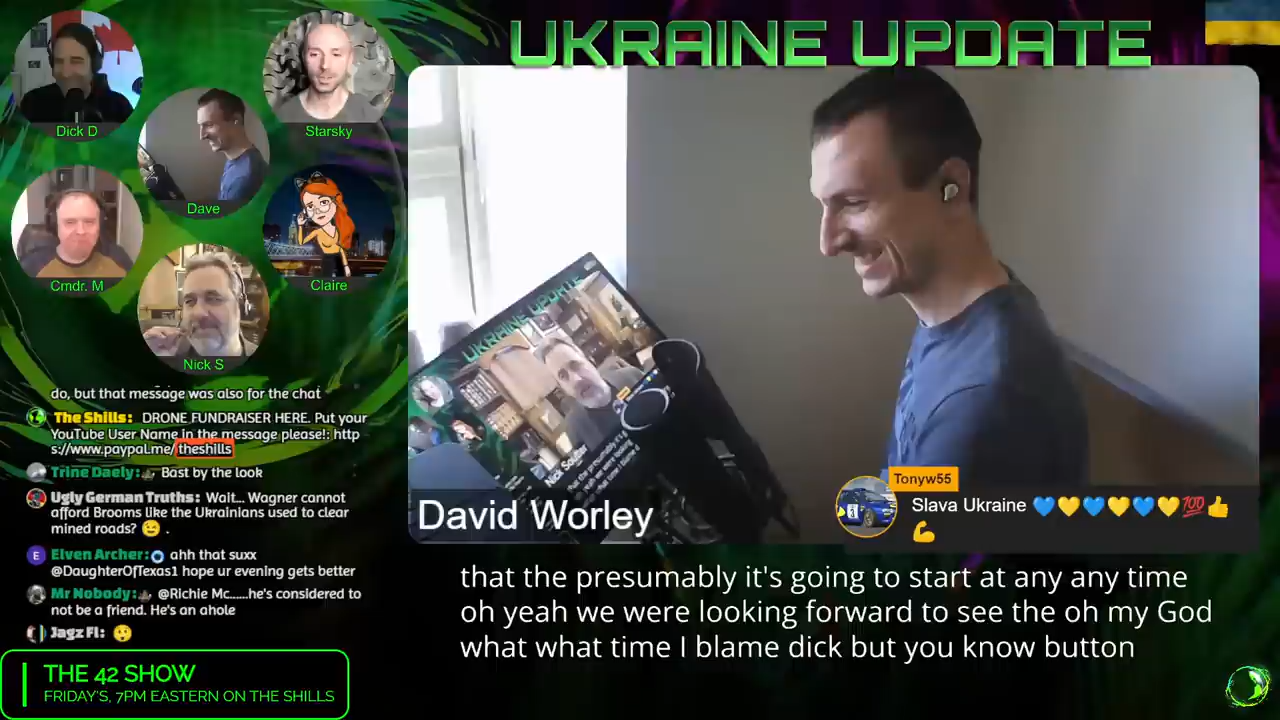 UKRAINE UPDATE
Dick D
Starsky
Dave
Cmdr. M
Claire
Nick S
do, but that message was also for the chat
The Shills: DRONE FUNDRAISER HERE. Put your
YouTube User Name in the message please!: http
s://www.paypal.me/theshills
Trine Daely: Bast by the look
Ugly German Truths: Wait... Wagner cannot
afford Brooms like the Ukrainians used to clear
mined roads? 😉 .
E Elven Archer: ahh that suxx
@DaughterOfTexas1 hope ur evening gets better
Mr Nobody: @Richie Mc......he's considered to
not be a friend. He's an ahole
Jagz Fl: 😲
THE 42 SHOW
FRIDAY'S, 7PM EASTERN ON THE SHILLS
UKRAINE UPDATE
David Worley
Tonyw55
Slava Ukraine 💙💛💙💛💙💛💯👍
💪
that the presumably it's going to start at any any time
oh yeah we were looking forward to see the oh my God
what what time I blame dick but you know button